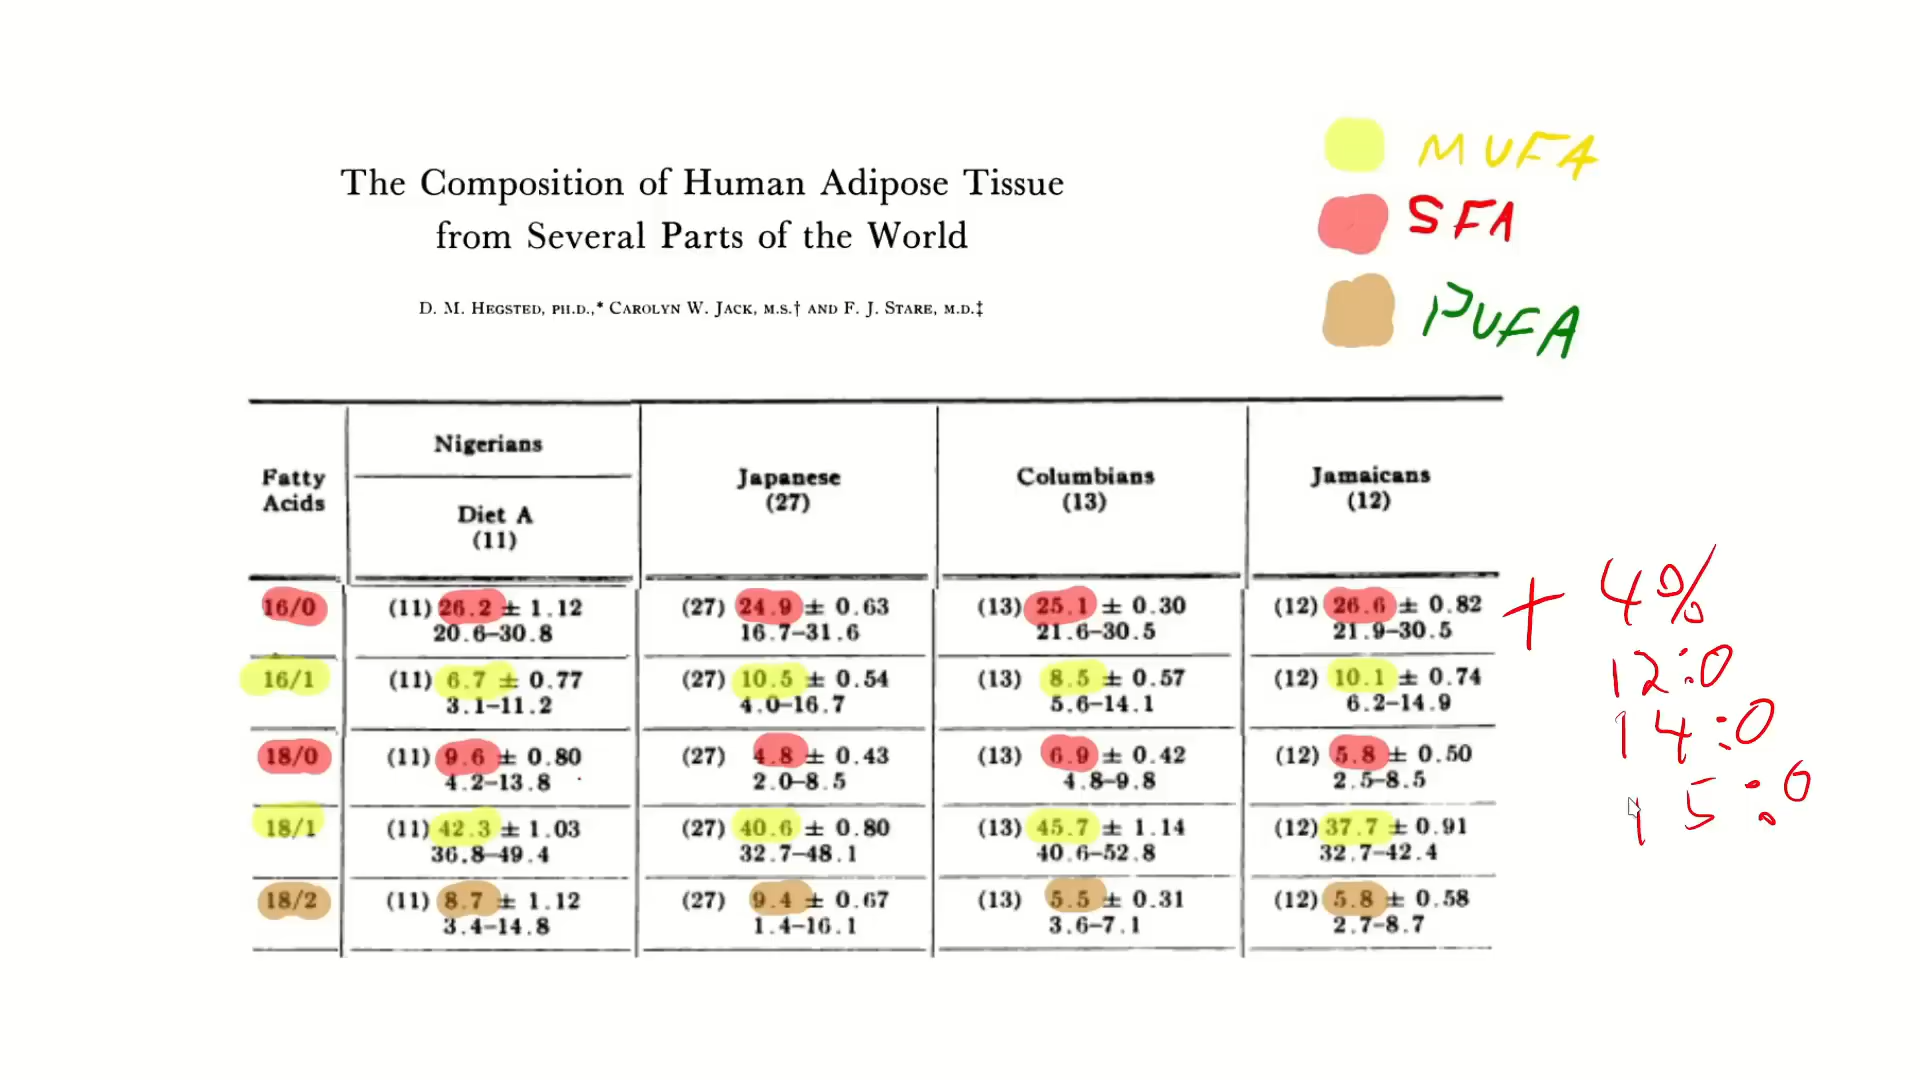 The Composition of Human Adipose Tissue
from Several Parts of the World
D. M. HEGSTED, PH.D.,* CAROLYN W. JACK, M.S.† AND F. J. STARE, M.D.‡
MUFA
SFA
PUFA
Fatty Acids
Nigerians
Diet A
(11)
Japanese
(27)
Columbians
(13)
Jamaicans
(12)
16/0 (11) 26.2 ± 1.12 (27) 24.9 ± 0.63 (13) 25.1 ± 0.30 (12) 26.6 ± 0.82
20.6–30.8 16.7–31.6 21.6–30.5 21.9–30.5
16/1 (11) 6.7 ± 0.77 (27) 10.5 ± 0.54 (13) 8.5 ± 0.57 (12) 10.1 ± 0.74
3.1–11.2 4.0–16.7 5.6–14.1 6.2–14.9
18/0 (11) 9.6 ± 0.80 (27) 4.8 ± 0.43 (13) 6.9 ± 0.42 (12) 5.8 ± 0.50
4.2–13.8 2.0–8.5 4.8–9.8 2.5–8.5
18/1 (11) 42.3 ± 1.03 (27) 40.6 ± 0.80 (13) 45.7 ± 1.14 (12) 37.7 ± 0.91
36.8–49.4 32.7–48.1 40.6–52.8 32.7–42.4
18/2 (11) 8.7 ± 1.12 (27) 9.4 ± 0.67 (13) 5.5 ± 0.31 (12) 5.8 ± 0.58
3.4–14.8 1.4–16.1 3.6–7.1 2.7–8.7
+ 4%
12:0
14:0
15:0